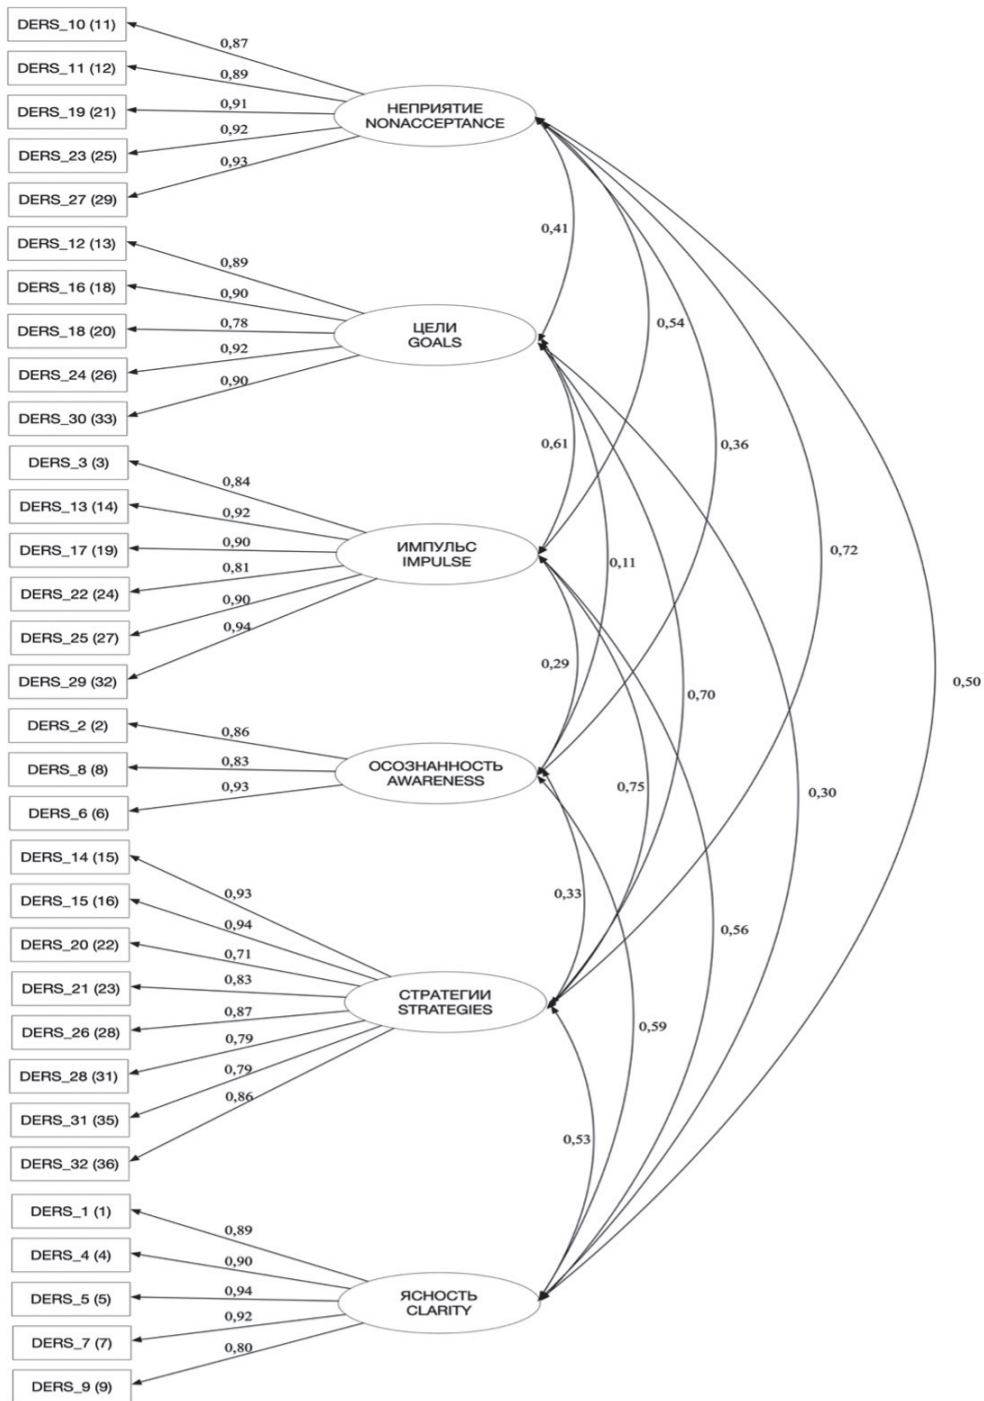 DERS_10 (11)
0,87
DERS_11 (12)
0,89
DERS_19 (21)
0,91
НЕПРИЯТИЕ
NONACCEPTANCE
DERS_23 (25)
0,92
DERS_27 (29)
0,93
0,41
DERS_12 (13)
0,89
DERS_16 (18)
0,90
DERS_18 (20)
0,78
ЦЕЛИ
GOALS
0,54
DERS_24 (26)
0,92
DERS_30 (33)
0,90
0,61
0,36
DERS_3 (3)
0,84
DERS_13 (14)
0,92
DERS_17 (19)
0,90
ИМПУЛЬС
IMPULSE
0,72
0,11
DERS_22 (24)
0,81
DERS_25 (27)
0,90
DERS_29 (32)
0,94
0,29
0,50
0,70
DERS_2 (2)
0,86
DERS_8 (8)
0,83
ОСОЗНАННОСТЬ
AWARENESS
0,75
0,30
DERS_6 (6)
0,93
DERS_14 (15)
0,93
0,33
DERS_15 (16)
0,94
0,56
DERS_20 (22)
0,71
DERS_21 (23)
0,83
СТРАТЕГИИ
STRATEGIES
DERS_26 (28)
0,87
0,59
DERS_28 (31)
0,79
DERS_31 (35)
0,79
DERS_32 (36)
0,86
0,53
DERS_1 (1)
0,89
DERS_4 (4)
0,90
DERS_5 (5)
0,94
ЯСНОСТЬ
CLARITY
DERS_7 (7)
0,92
DERS_9 (9)
0,80